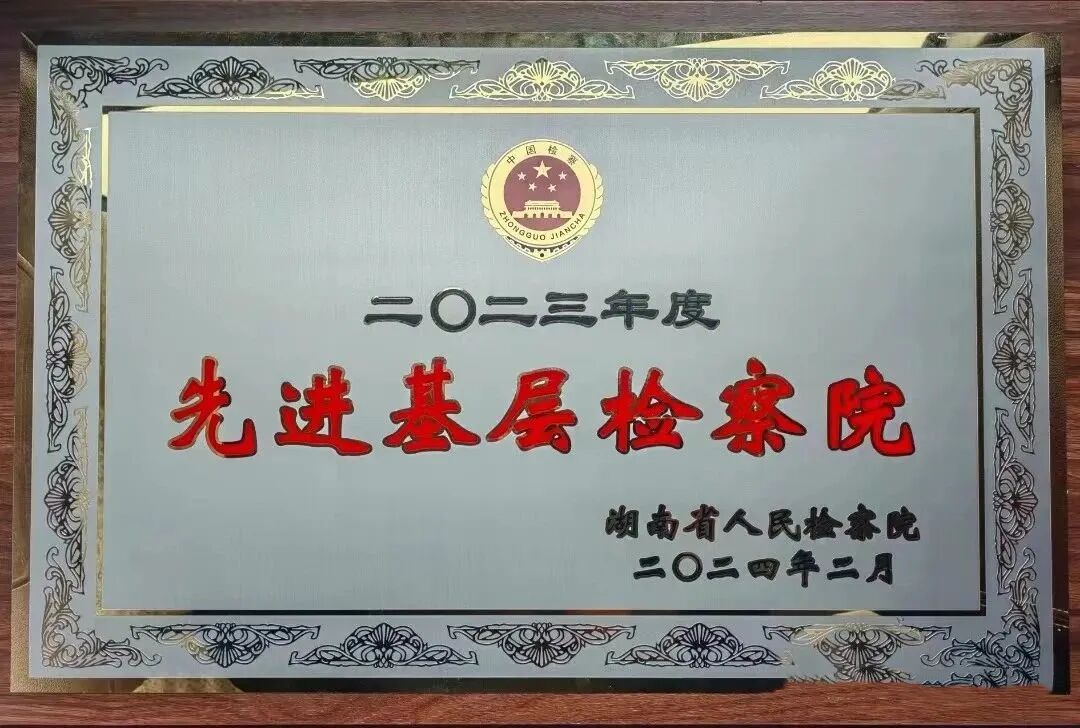 中国检察
ZHONGGUO JIANCHA
二〇二三年度
先进基层检察院
湖南省人民检察院
二〇二四年二月